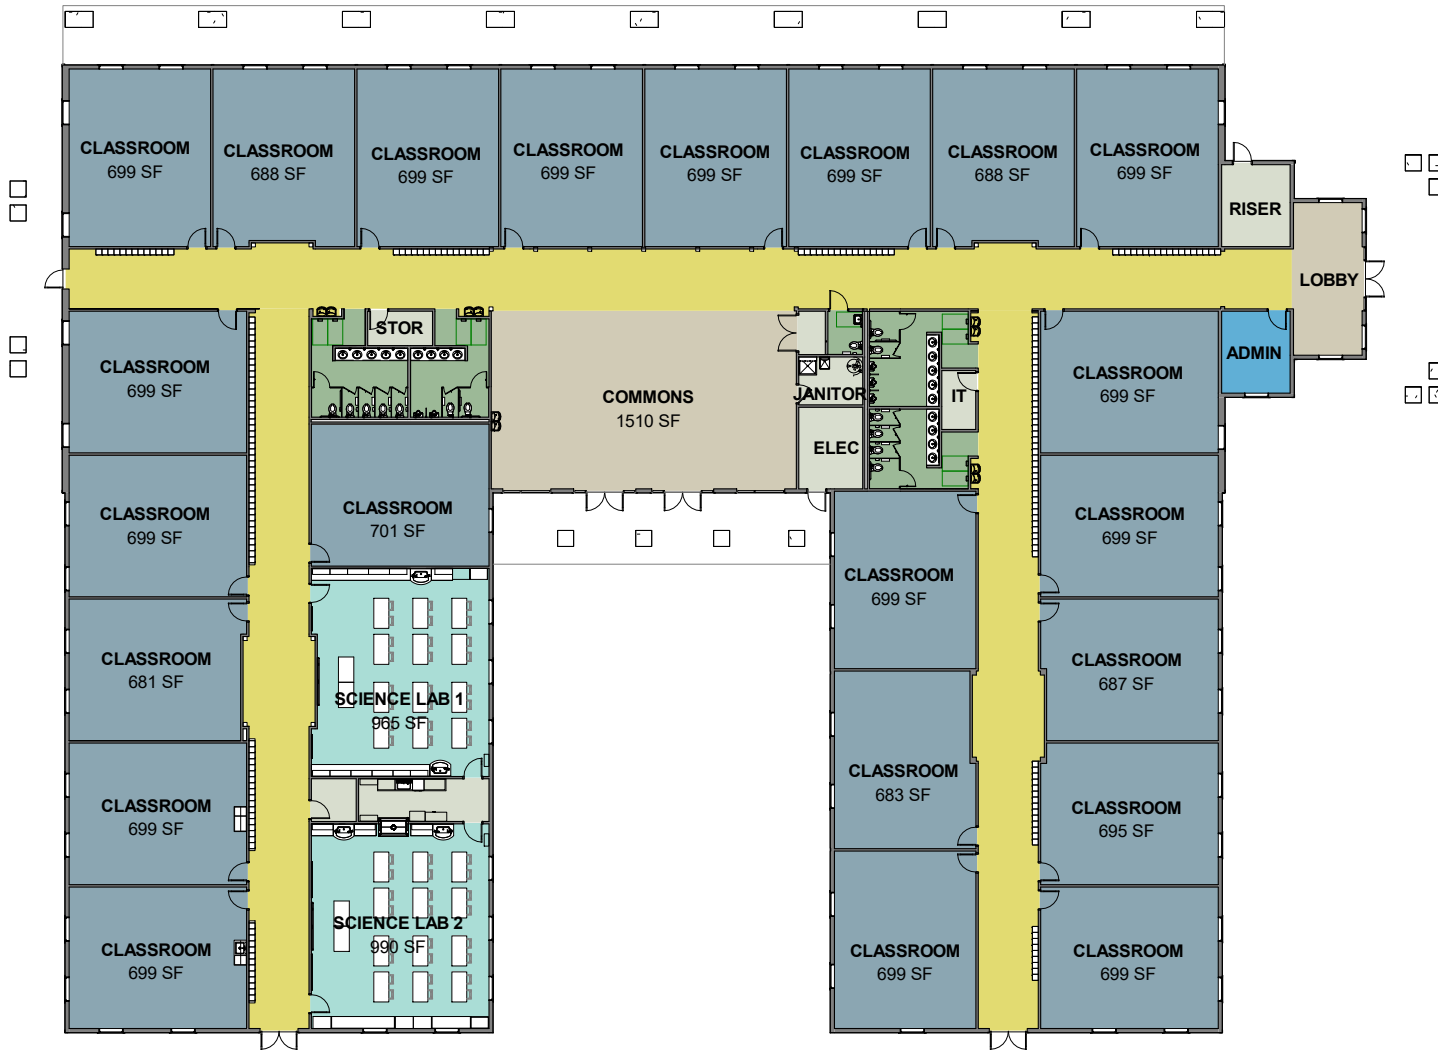 CLASSROOM
699 SF
CLASSROOM
688 SF
CLASSROOM
699 SF
CLASSROOM
699 SF
CLASSROOM
699 SF
CLASSROOM
699 SF
CLASSROOM
688 SF
CLASSROOM
699 SF
RISER
LOBBY
ADMIN
STOR
COMMONS
1510 SF
JANITOR
ELEC
IT
CLASSROOM
699 SF
CLASSROOM
699 SF
CLASSROOM
681 SF
CLASSROOM
699 SF
CLASSROOM
699 SF
CLASSROOM
701 SF
SCIENCE LAB 1
965 SF
SCIENCE LAB 2
990 SF
CLASSROOM
699 SF
CLASSROOM
683 SF
CLASSROOM
699 SF
CLASSROOM
699 SF
CLASSROOM
699 SF
CLASSROOM
687 SF
CLASSROOM
695 SF
CLASSROOM
699 SF